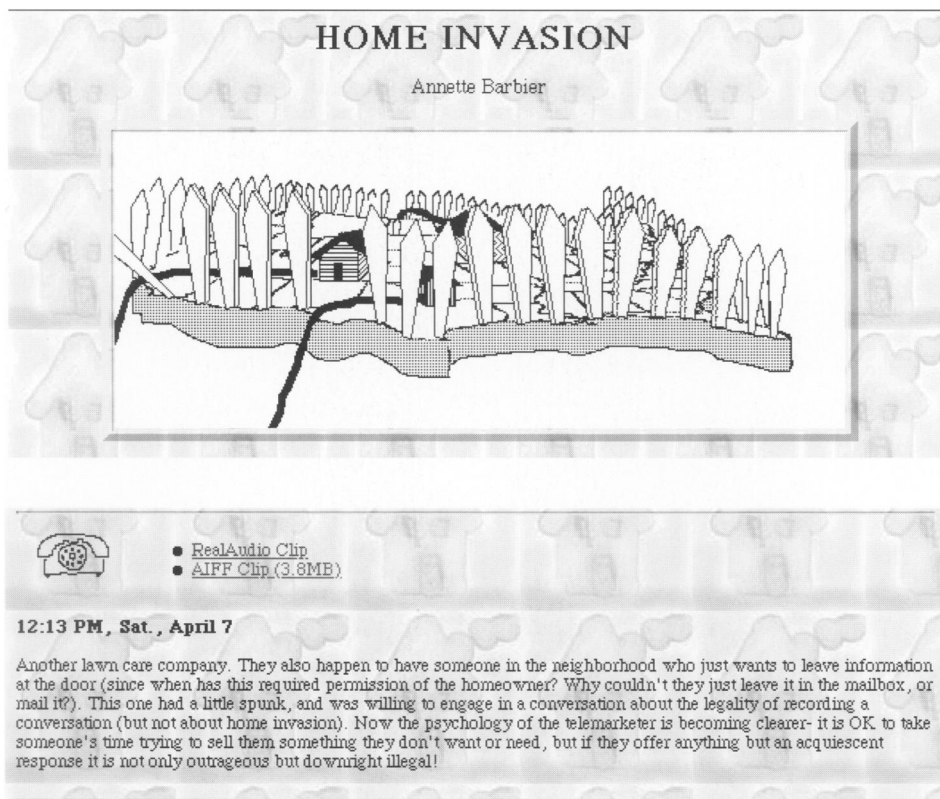 HOME INVASION
Annette Barbier
RealAudio Clip
AIFF Clip (3.8MB)
12:13 PM, Sat., April 7
Another lawn care company. They also happen to have someone in the neighborhood who just wants to leave information
at the door (since when has this required permission of the homeowner? Why couldn't they just leave it in the mailbox, or
mail it?). This one had a little spunk, and was willing to engage in a conversation about the legality of recording a
conversation (but not about home invasion). Now the psychology of the telemarketer is becoming clearer- it is OK to take
someone's time trying to sell them something they don't want or need, but if they offer anything but an acquiescent
response it is not only outrageous but downright illegal!